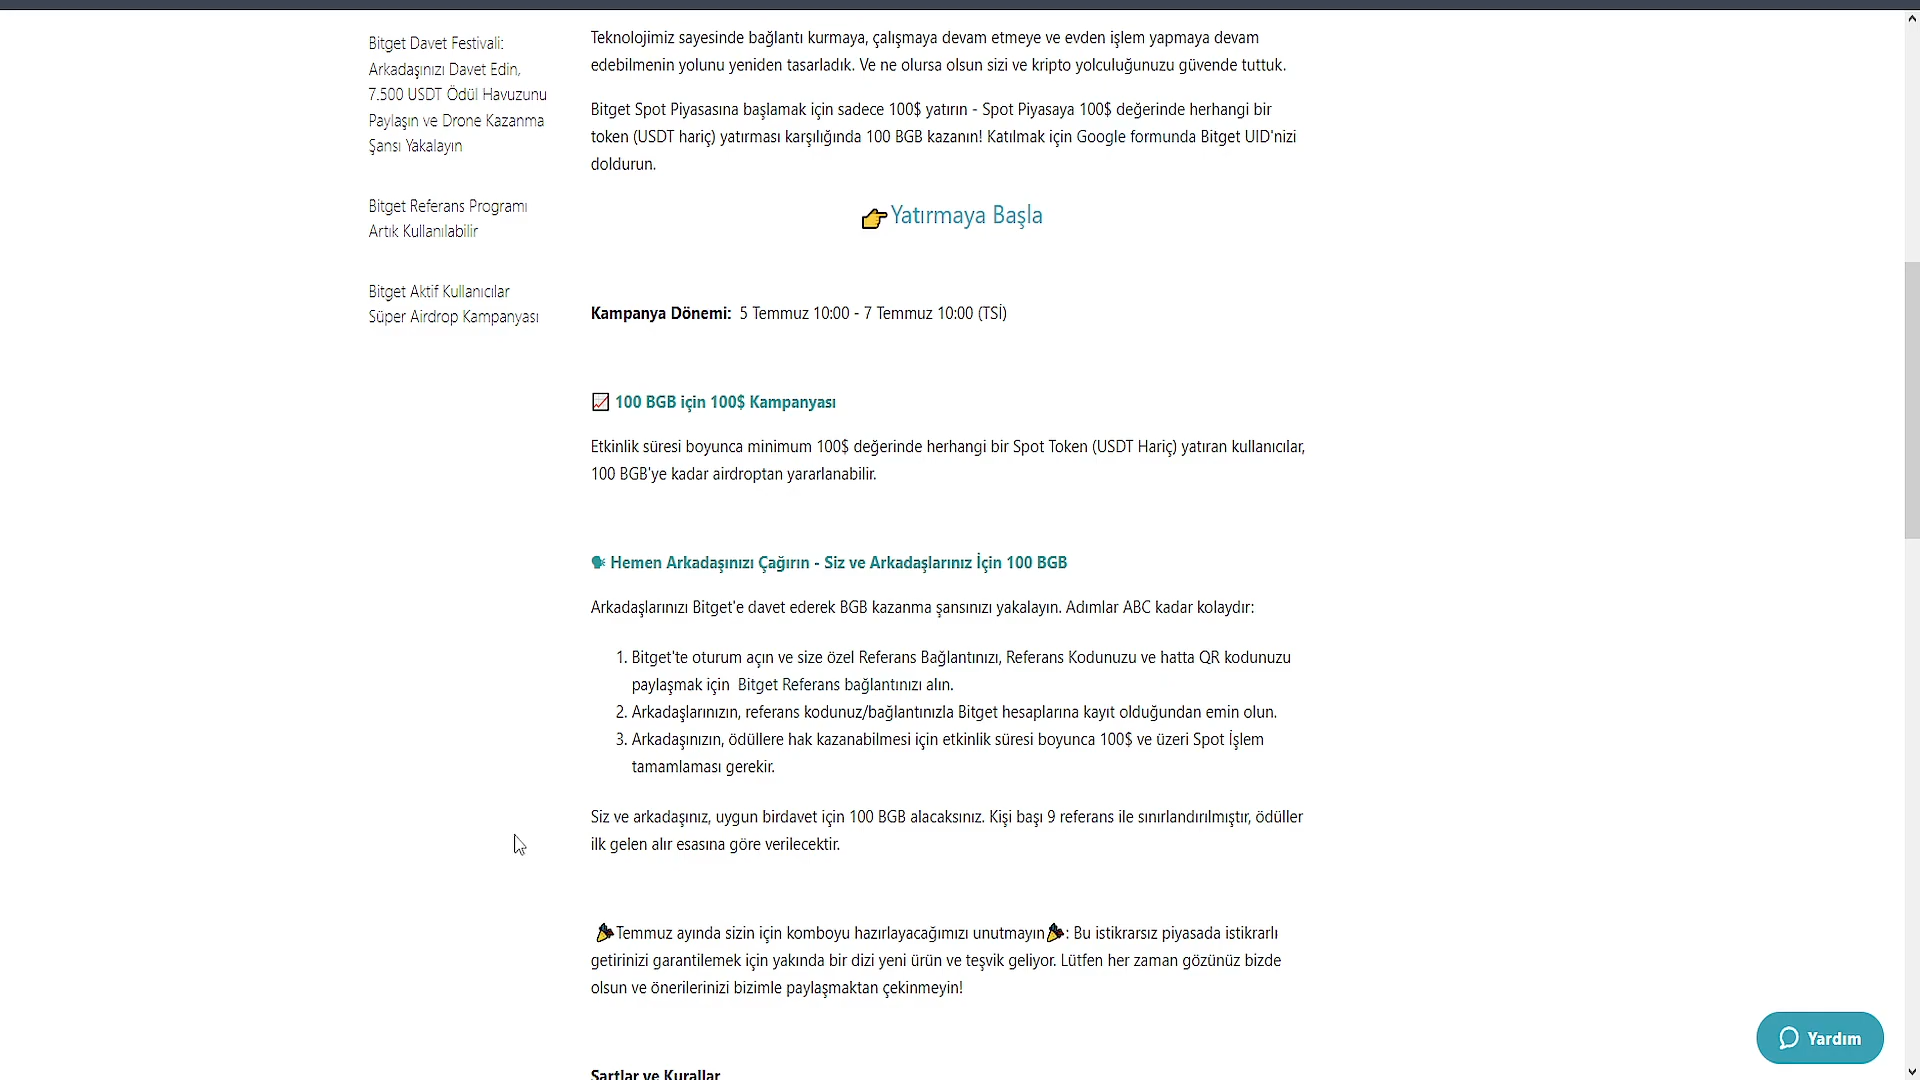 Bitget Davet Festivali:
Arkadaşınızı Davet Edin,
7.500 USDT Ödül Havuzunu
Paylaşın ve Drone Kazanma
Şansı Yakalayın
Bitget Referans Programı
Artık Kullanılabilir
Bitget Aktif Kullanıcılar
Süper Airdrop Kampanyası
Teknolojimiz sayesinde bağlantı kurmaya, çalışmaya devam etmeye ve evden işlem yapmaya devam
edebilmenin yolunu yeniden tasarladık. Ve ne olursa olsun sizi ve kripto yolculuğunuzu güvende tuttuk.
Bitget Spot Piyasasına başlamak için sadece 100$ yatırın - Spot Piyasaya 100$ değerinde herhangi bir
token (USDT hariç) yatırması karşılığında 100 BGB kazanın! Katılmak için Google formunda Bitget UID'nizi
doldurun.
👉Yatırmaya Başla
Kampanya Dönemi: 5 Temmuz 10:00 - 7 Temmuz 10:00 (TSİ)
📈 100 BGB için 100$ Kampanyası
Etkinlik süresi boyunca minimum 100$ değerinde herhangi bir Spot Token (USDT Hariç) yatıran kullanıcılar,
100 BGB'ye kadar airdroptan yararlanabilir.
🗣 Hemen Arkadaşınızı Çağırın - Siz ve Arkadaşlarınız İçin 100 BGB
Arkadaşlarınızı Bitget'e davet ederek BGB kazanma şansınızı yakalayın. Adımlar ABC kadar kolaydır:
1. Bitget'te oturum açın ve size özel Referans Bağlantınızı, Referans Kodunuzu ve hatta QR kodunuzu
paylaşmak için Bitget Referans bağlantınızı alın.
2. Arkadaşlarınızın, referans kodunuz/bağlantınızla Bitget hesaplarına kayıt olduğundan emin olun.
3. Arkadaşınızın, ödüllere hak kazanabilmesi için etkinlik süresi boyunca 100$ ve üzeri Spot İşlem
tamamlaması gerekir.
Siz ve arkadaşınız, uygun birdavet için 100 BGB alacaksınız. Kişi başı 9 referans ile sınırlandırılmıştır, ödüller
ilk gelen alır esasına göre verilecektir.
🎉Temmuz ayında sizin için komboyu hazırlayacağımızı unutmayın🎉: Bu istikrarsız piyasada istikrarlı
getirinizi garantilemek için yakında bir dizi yeni ürün ve teşvik geliyor. Lütfen her zaman gözünüz bizde
olsun ve önerilerinizi bizimle paylaşmaktan çekinmeyin!
Şartlar ve Kurallar
Yardım